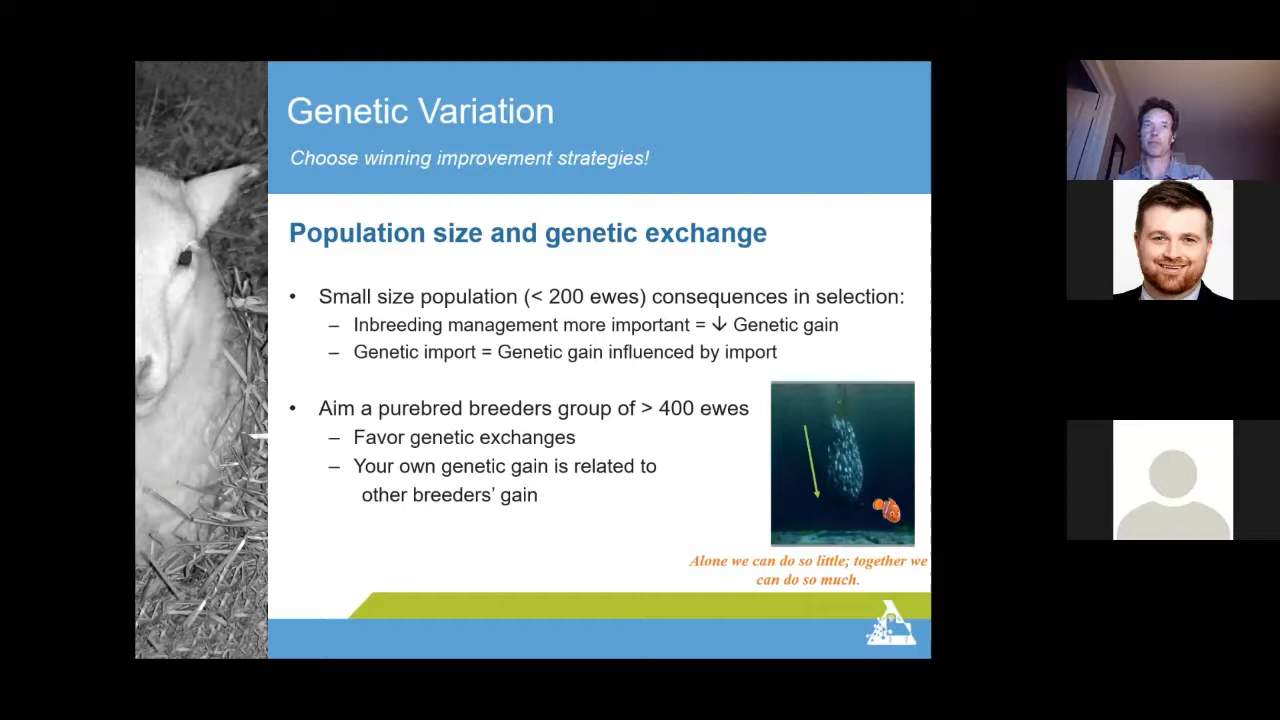 Genetic Variation
Choose winning improvement strategies!
Population size and genetic exchange
• Small size population (< 200 ewes) consequences in selection:
– Inbreeding management more important = ↓ Genetic gain
– Genetic import = Genetic gain influenced by import
• Aim a purebred breeders group of > 400 ewes
– Favor genetic exchanges
– Your own genetic gain is related to
other breeders’ gain
Alone we can do so little; together we
can do so much.